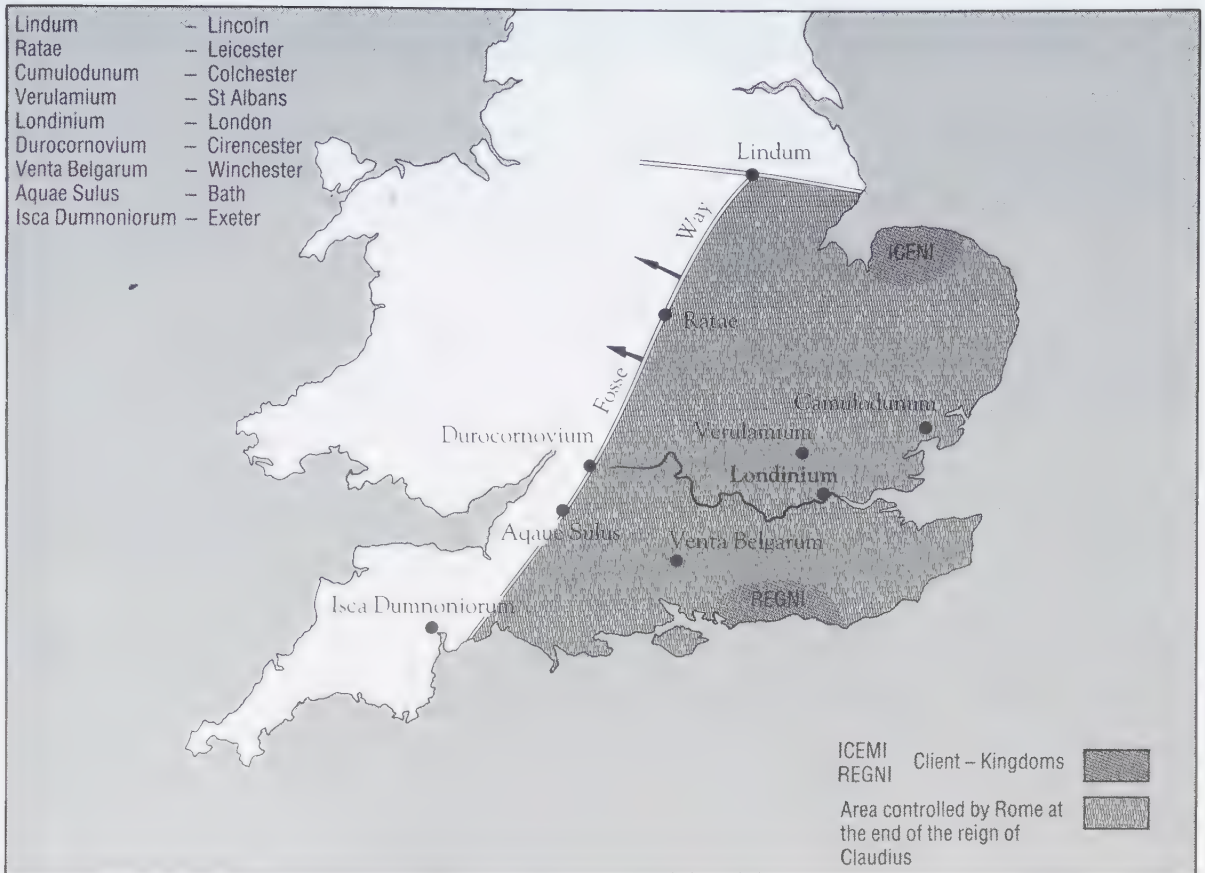 Lindum – Lincoln
Ratae – Leicester
Cumulodunum – Colchester
Verulamium – St Albans
Londinium – London
Durocornovium – Cirencester
Venta Belgarum – Winchester
Aquae Sulus – Bath
Isca Dumnoniorum – Exeter
Lindum
Way
ICENI
Ratae
Fosse
Camulodunum
Durocornovium
Verulamium
Londinium
Aqaue Sulus
Venta Belgarum
Isca Dumnoniorum
REGNI
ICEMI
REGNI
Client – Kingdoms
Area controlled by Rome at
the end of the reign of
Claudius